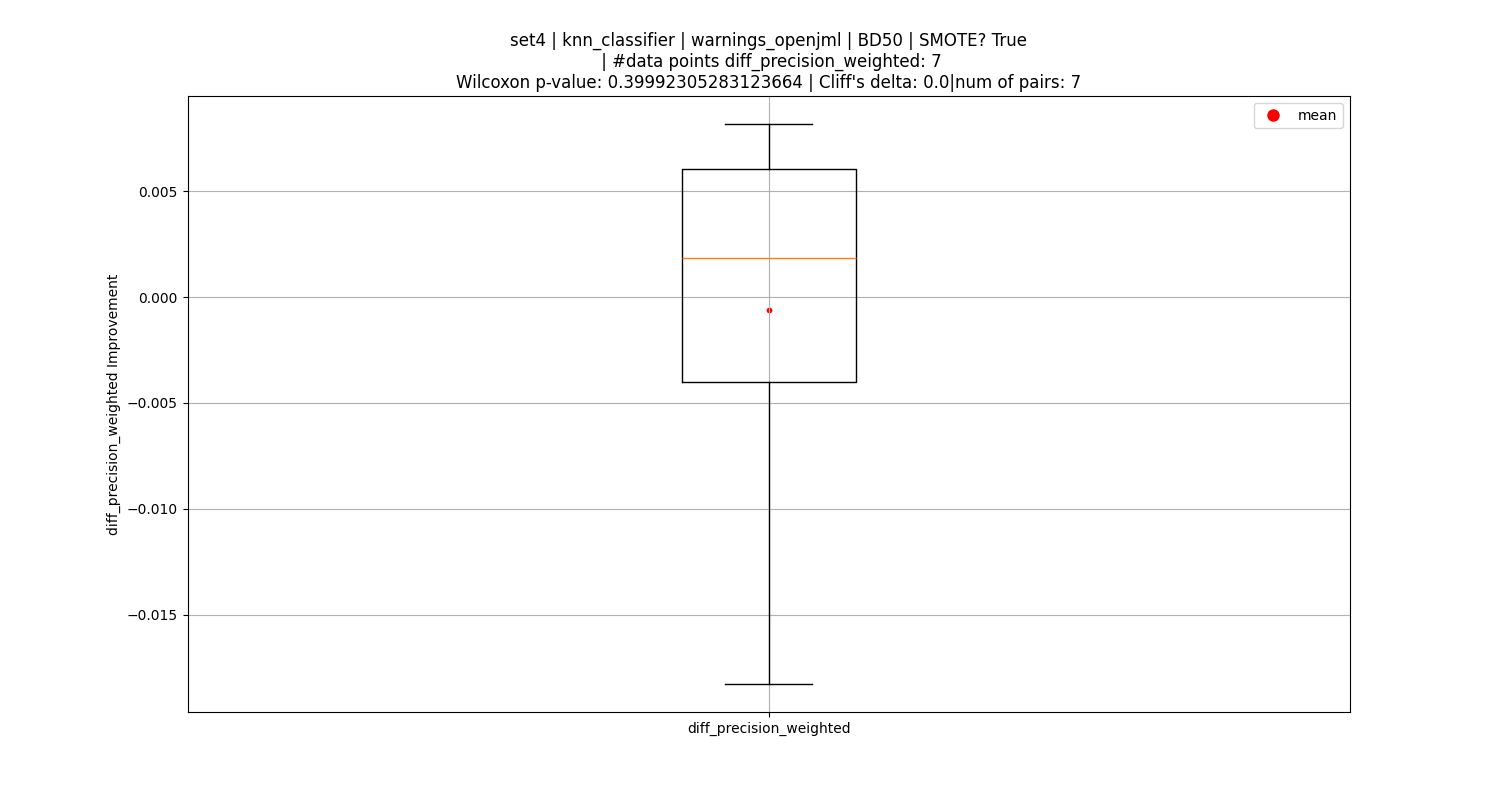 set4 | knn_classifier | warnings_openjml | BD50 | SMOTE? True
| #data points diff_precision_weighted: 7
Wilcoxon p-value: 0.39992305283123664 | Cliff's delta: 0.0|num of pairs: 7
mean
0.005
0.000
−0.005
−0.010
−0.015
diff_precision_weighted Improvement
diff_precision_weighted